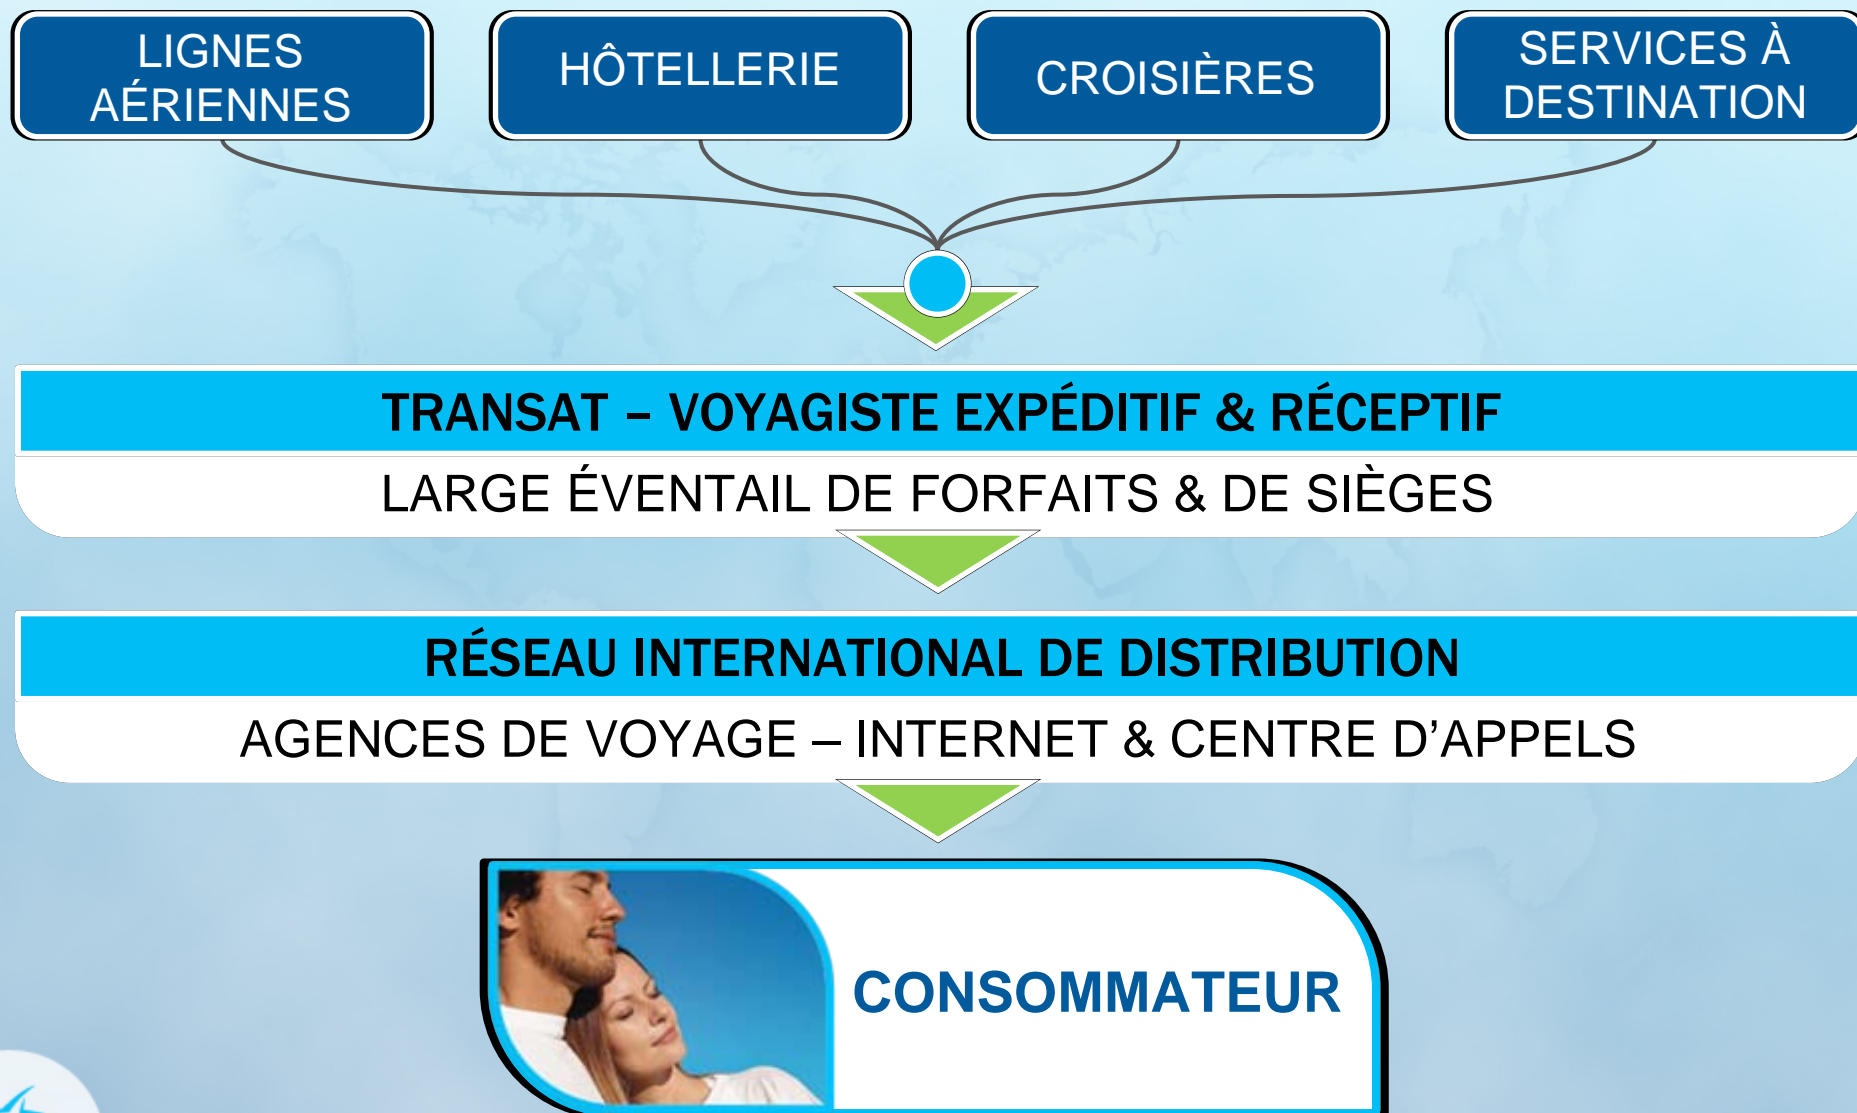 LIGNES
AÉRIENNES
HÔTELLERIE
CROISIÈRES
SERVICES À
DESTINATION
TRANSAT – VOYAGISTE EXPÉDITIF & RÉCEPTIF
LARGE ÉVENTAIL DE FORFAITS & DE SIÈGES
RÉSEAU INTERNATIONAL DE DISTRIBUTION
AGENCES DE VOYAGE – INTERNET & CENTRE D’APPELS
CONSOMMATEUR